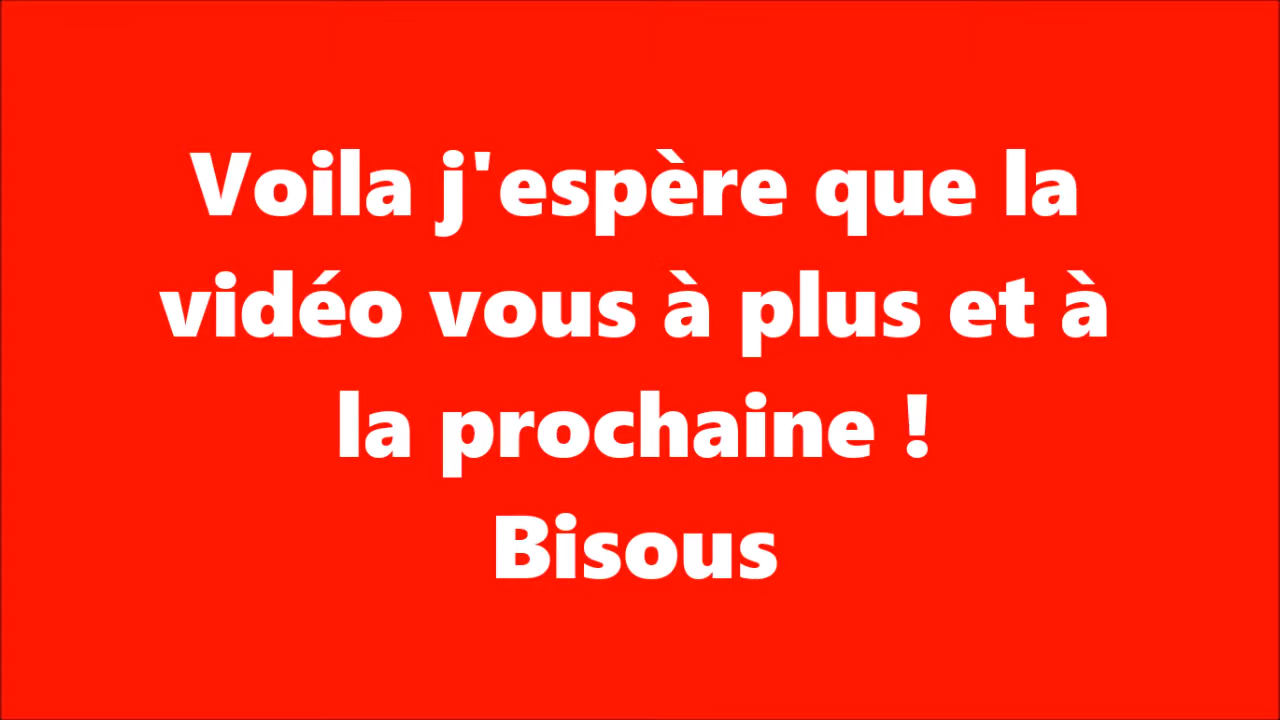 Voila j'espère que la
vidéo vous à plus et à
la prochaine !
Bisous